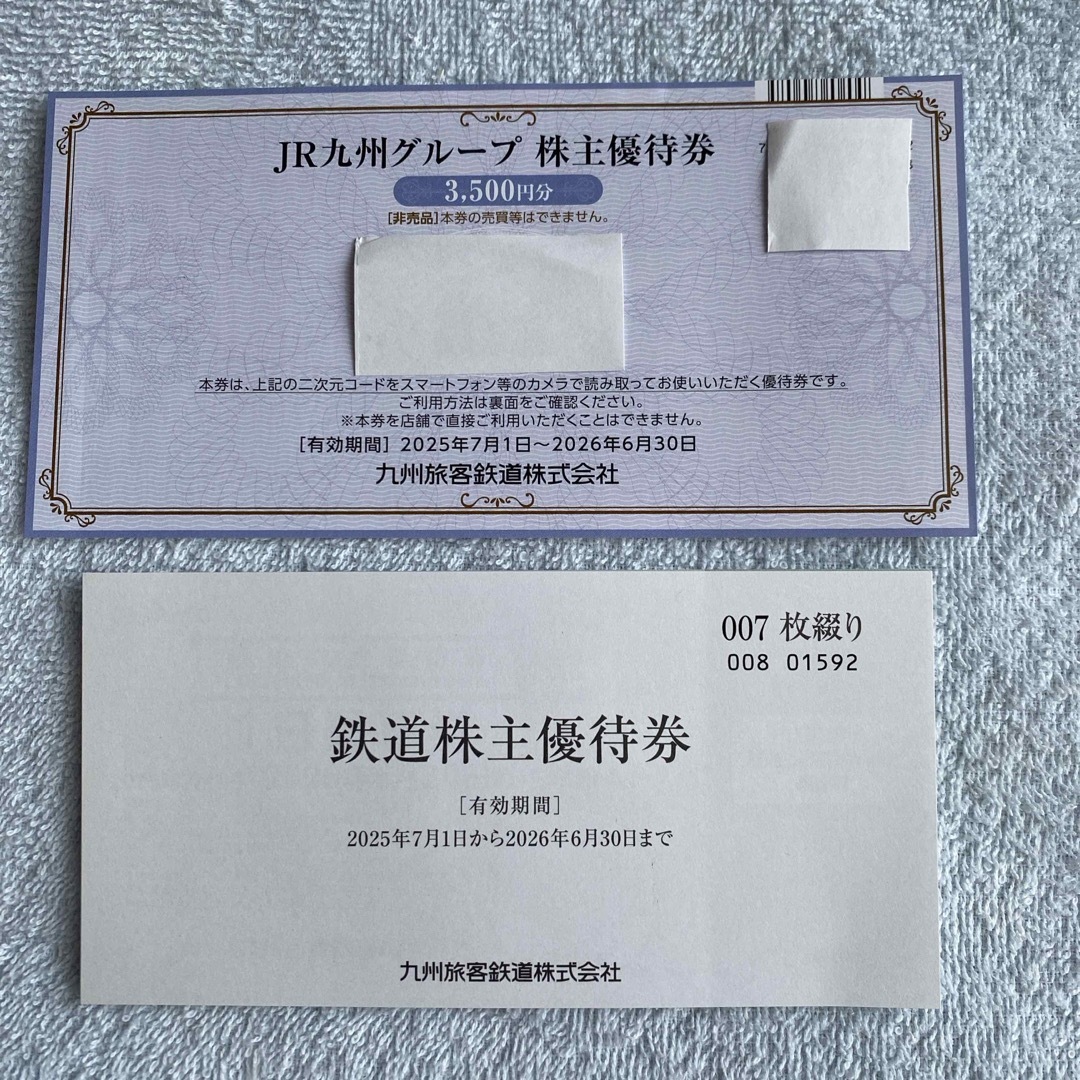 JR九州グループ 株主優待券
3,500円分
[非売品]本券の売買等はできません。
7
本券は、上記の二次元コードをスマートフォン等のカメラで読み取ってお使いいただく優待券です。
ご利用方法は裏面をご確認ください。
※本券を店舗で直接ご利用いただくことはできません。
[有効期間] 2025年7月1日～2026年6月30日
九州旅客鉄道株式会社
007 枚綴り
008 01592
鉄道株主優待券
[有効期間]
2025年7月1日から2026年6月30日まで
九州旅客鉄道株式会社